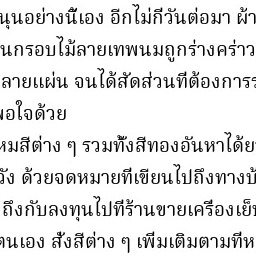 นุนอย่างนี้เอง อีกไม่กี่วันต่อมา ผ้า
นกรอบไม้ลายเทพนมถูกร่างคร่าว
ลายแผ่น จนได้สัดส่วนที่ต้องการ
พอใจด้วย
หมสีต่าง ๆ รวมทั้งสีทองอันหาได้ย
วัง ด้วยจดหมายที่เขียนไปถึงทางบ้
ถึงกับลงทุนไปที่ร้านขายเครื่องเย็บ
ตนเอง สั่งสีต่าง ๆ เพิ่มเติมตามที่ห